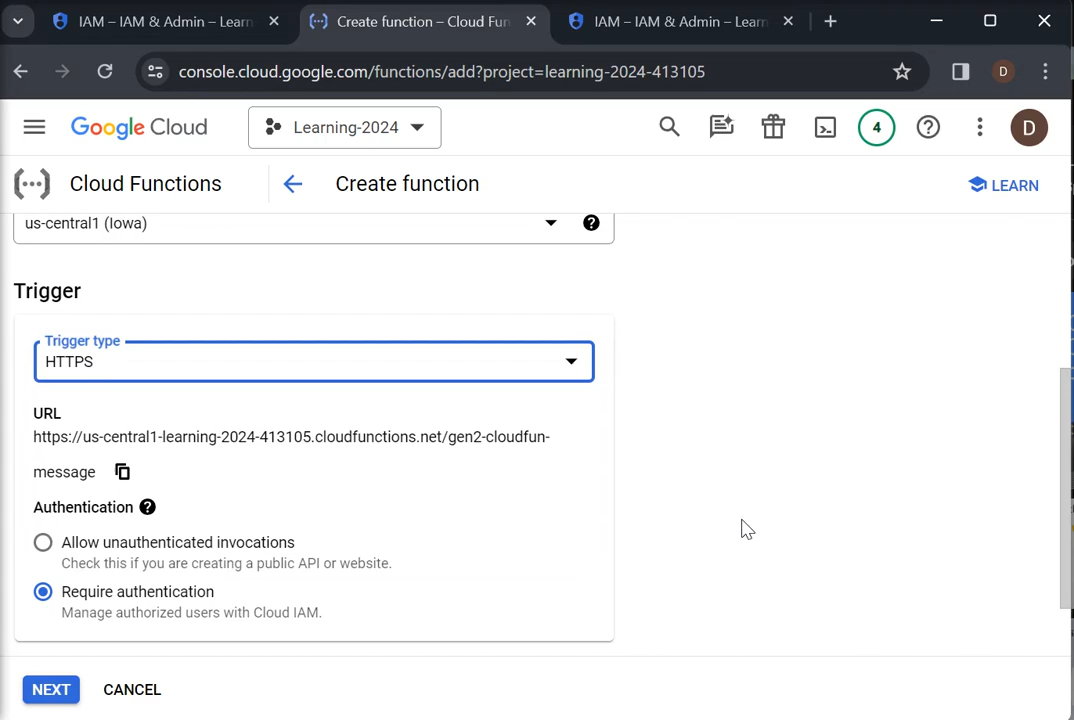 IAM – IAM & Admin – Learn
Create function – Cloud Fun
IAM – IAM & Admin – Learn
console.cloud.google.com/functions/add?project=learning-2024-413105
D
Google Cloud
Learning-2024
4
D
Cloud Functions
Create function
LEARN
us-central1 (Iowa)
Trigger
Trigger type
HTTPS
URL
https://us-central1-learning-2024-413105.cloudfunctions.net/gen2-cloudfun-
message
Authentication
Allow unauthenticated invocations
Check this if you are creating a public API or website.
Require authentication
Manage authorized users with Cloud IAM.
NEXT
CANCEL